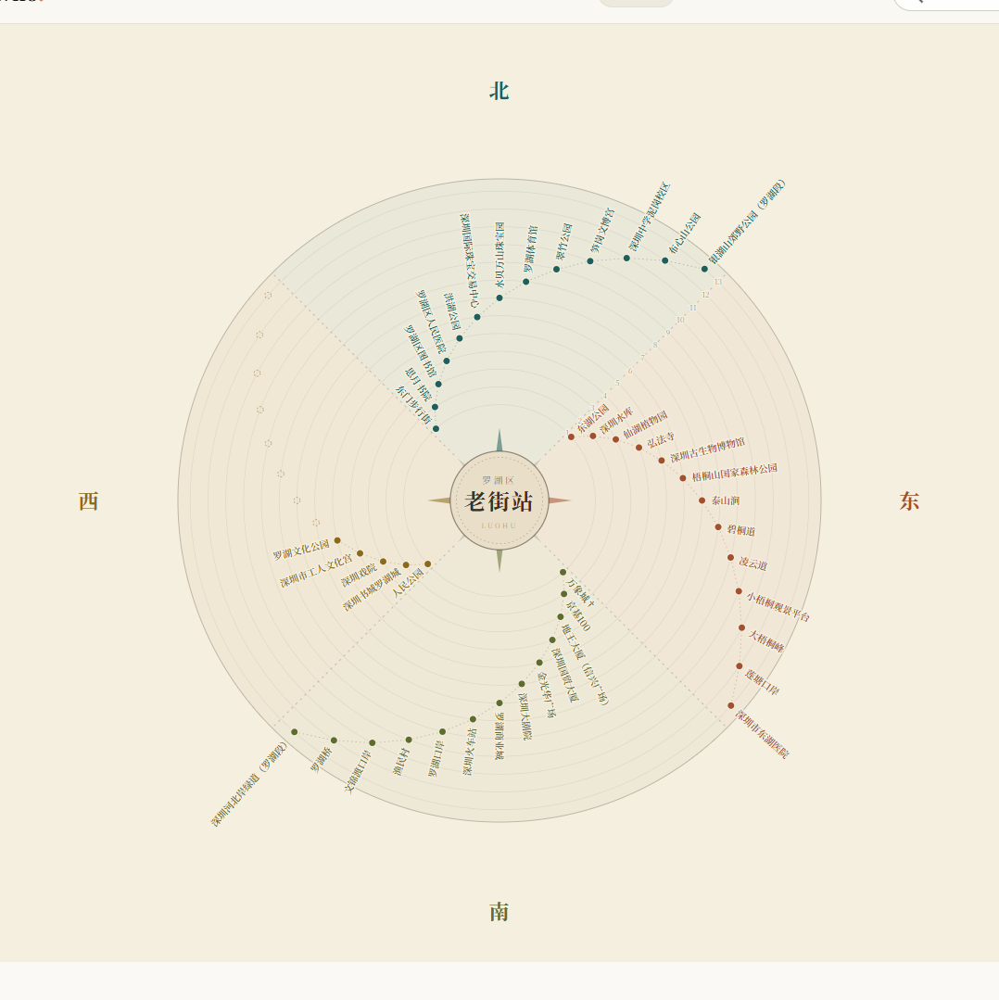 北
东门步行街
思月书院
罗湖区图书馆
罗湖区人民医院
洪湖公园
深圳国际珠宝交易中心
水贝万山珠宝园
罗湖体育馆
翠竹公园
笋岗文博宫
深圳中学泥岗校区
布心山公园
银湖山郊野公园（罗湖段）
13
12
11
10
9
8
7
6
5
4
3
东
东湖公园
深圳水库
仙湖植物园
弘法寺
深圳古生物博物馆
梧桐山国家森林公园
泰山涧
碧桐道
凌云道
小梧桐观景平台
大梧桐峰
莲塘口岸
深圳市东湖医院
罗湖区
老街站
LUOHU
南
万象城↑
京基100
地王大厦（信兴广场）
深圳国贸大厦
金光华广场
深圳大剧院
罗湖商业城
深圳火车站
罗湖口岸
渔民村
文锦渡口岸
罗湖桥
深圳河北岸绿道（罗湖段）
西
人民公园
深圳书城罗湖城
深圳戏院
深圳市工人文化宫
罗湖文化公园